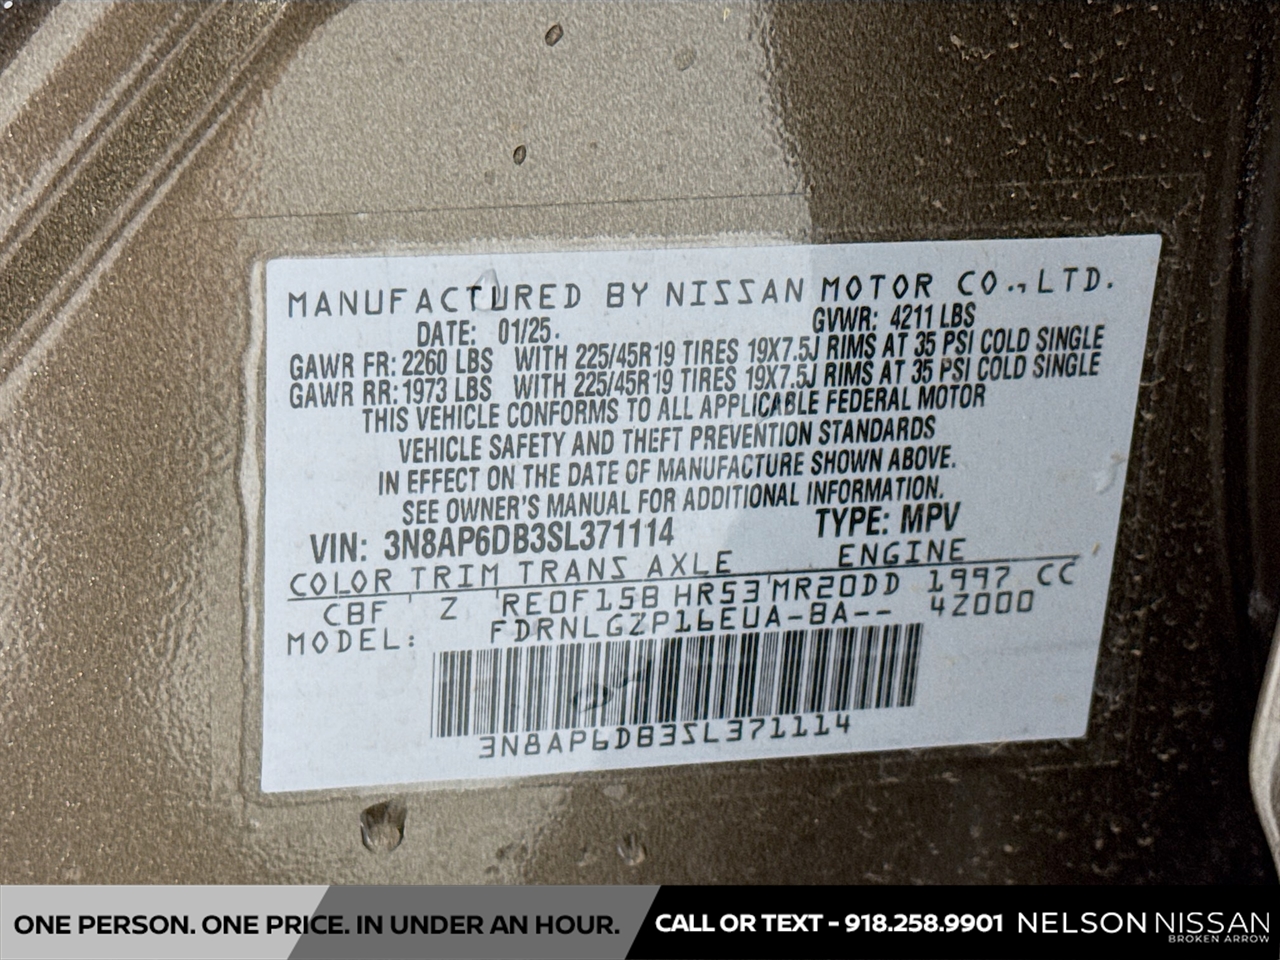 MANUFACTURED BY NISSAN MOTOR CO.,LTD.
DATE: 01/25. GVWR: 4211 LBS
GAWR FR: 2260 LBS WITH 225/45R19 TIRES 19X7.5J RIMS AT 35 PSI COLD SINGLE
GAWR RR: 1973 LBS WITH 225/45R19 TIRES 19X7.5J RIMS AT 35 PSI COLD SINGLE
THIS VEHICLE CONFORMS TO ALL APPLICABLE FEDERAL MOTOR
VEHICLE SAFETY AND THEFT PREVENTION STANDARDS
IN EFFECT ON THE DATE OF MANUFACTURE SHOWN ABOVE.
SEE OWNER'S MANUAL FOR ADDITIONAL INFORMATION.
VIN: 3N8AP6DB3SL371114 TYPE: MPV
COLOR TRIM TRANS AXLE ENGINE
CBF Z RE0F15B HR53 MR20DD 1997 CC
MODEL: FDRNLGZP16EUA-BA-- 4Z000
3N8AP6DB3SL371114
ONE PERSON. ONE PRICE. IN UNDER AN HOUR. CALL OR TEXT - 918.258.9901 NELSON NISSAN
BROKEN ARROW